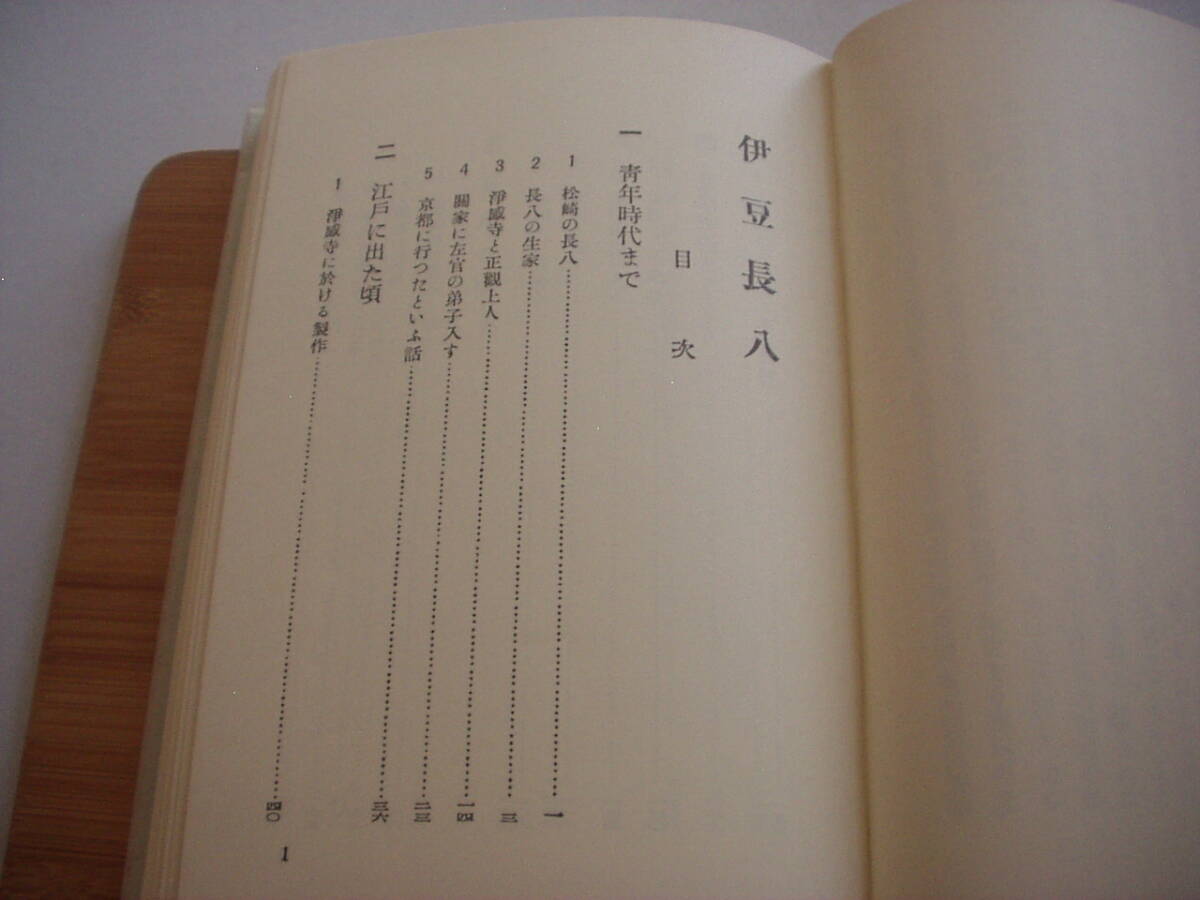 伊豆長八
目次
一 靑年時代まで
1 松崎の長八……一
2 長八の生家……三
3 淨感寺と正觀上人……一四
4 關家に左官の弟子入す……二三
5 京都に行つたといふ話……三六
二 江戸に出た頃
1 淨感寺に於ける製作……四〇
1